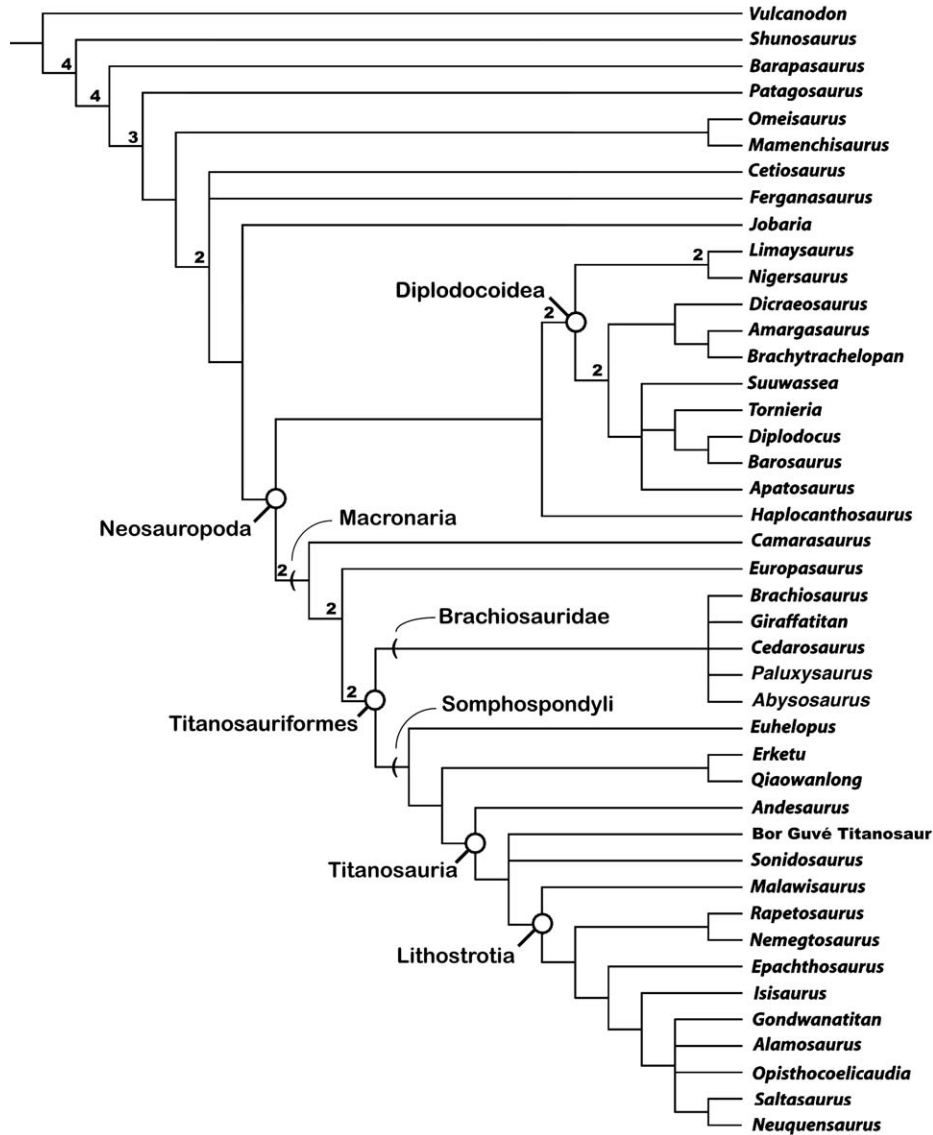 Vulcanodon
Shunosaurus
4
Barapasaurus
4
Patagosaurus
Omeisaurus
3
Mamenchisaurus
Cetiosaurus
Ferganasaurus
Jobaria
Limaysaurus
2
2
Nigersaurus
Diplodocoidea
Dicraeosaurus
2
Amargasaurus
Brachytrachelopan
2
Suuwassea
Tornieria
Diplodocus
Barosaurus
Apatosaurus
Haplocanthosaurus
Macronaria
Neosauropoda
Camarasaurus
2
Europasaurus
Brachiosaurus
2
Brachiosauridae
Giraffatitan
Cedarosaurus
Paluxysaurus
2
Abysosaurus
Somphospondyli
Titanosauriformes
Euhelopus
Erketu
Qiaowanlong
Andesaurus
Bor Guvé Titanosaur
Sonidosaurus
Titanosauria
Malawisaurus
Rapetosaurus
Nemegtosaurus
Lithostrotia
Epachthosaurus
Isisaurus
Gondwanatitan
Alamosaurus
Opisthocoelicaudia
Saltasaurus
Neuquensaurus